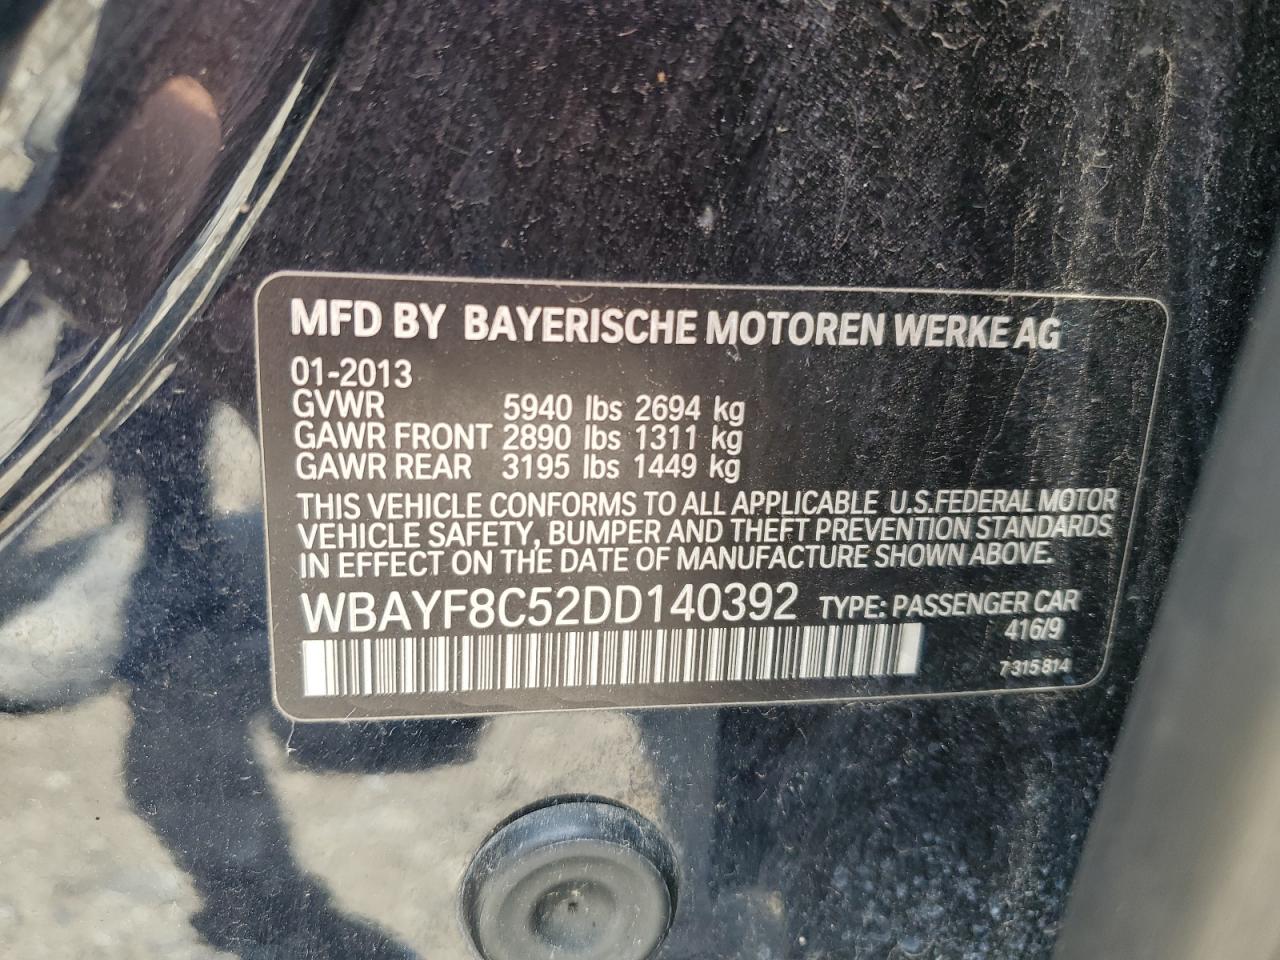 MFD BY BAYERISCHE MOTOREN WERKE AG
01-2013
GVWR 5940 lbs 2694 kg
GAWR FRONT 2890 lbs 1311 kg
GAWR REAR 3195 lbs 1449 kg
THIS VEHICLE CONFORMS TO ALL APPLICABLE U.S.FEDERAL MOTOR
VEHICLE SAFETY, BUMPER AND THEFT PREVENTION STANDARDS
IN EFFECT ON THE DATE OF MANUFACTURE SHOWN ABOVE.
WBAYF8C52DD140392 TYPE: PASSENGER CAR
416/9
7 315 814